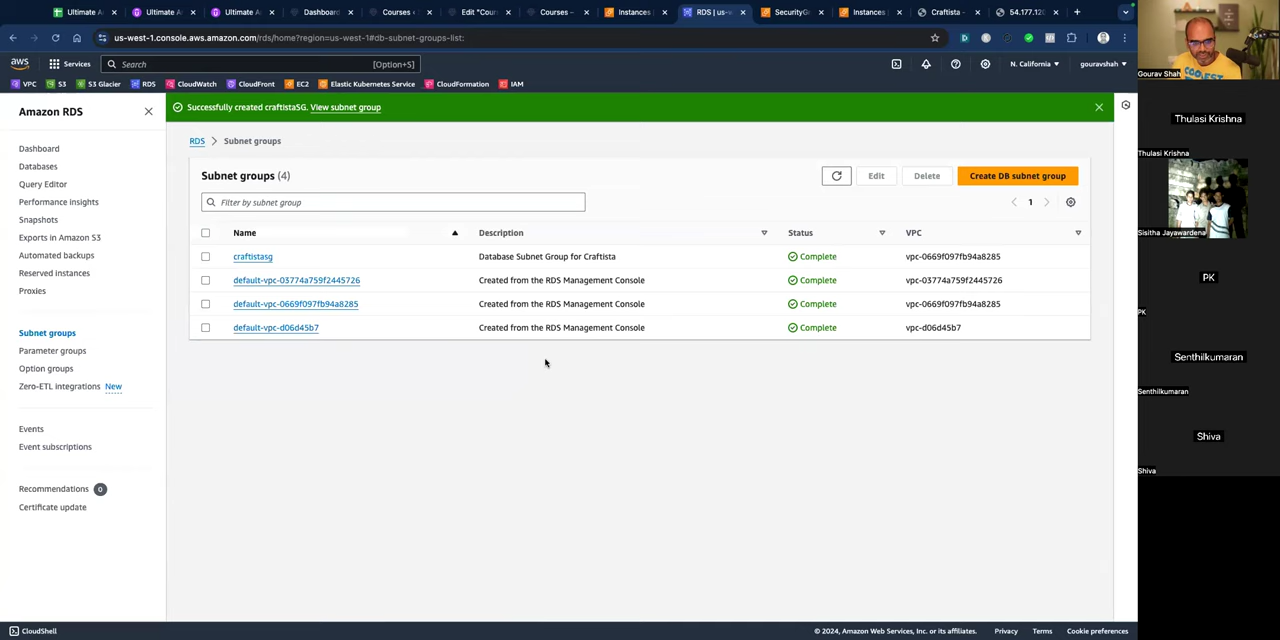 Ultimate A
Ultimate A
Ultimate A
Dashboard
Courses
Edit "Cour
Courses –
Instances
RDS | us-w
SecurityG
Instances
Craftista –
54.177.12
us-west-1.console.aws.amazon.com/rds/home?region=us-west-1#db-subnet-groups-list:
aws
Services
Search
[Option+S]
N. California
gouravshah
VPC
S3
S3 Glacier
RDS
CloudWatch
CloudFront
EC2
Elastic Kubernetes Service
CloudFormation
IAM
Amazon RDS
Dashboard
Databases
Query Editor
Performance insights
Snapshots
Exports in Amazon S3
Automated backups
Reserved instances
Proxies
Subnet groups
Parameter groups
Option groups
Zero-ETL integrations New
Events
Event subscriptions
Recommendations 0
Certificate update
Successfully created craftistaSG. View subnet group
RDS > Subnet groups
Subnet groups (4)
Edit
Delete
Create DB subnet group
Filter by subnet group
1
Name Description Status VPC
craftistasg Database Subnet Group for Craftista Complete vpc-0669f097fb94a8285
default-vpc-03774a759f2445726 Created from the RDS Management Console Complete vpc-03774a759f2445726
default-vpc-0669f097fb94a8285 Created from the RDS Management Console Complete vpc-0669f097fb94a8285
default-vpc-d06d45b7 Created from the RDS Management Console Complete vpc-d06d45b7
CloudShell
© 2024, Amazon Web Services, Inc. or its affiliates.
Privacy
Terms
Cookie preferences
COOLEST
Gourav Shah
Thulasi Krishna
Thulasi Krishna
Sisitha Jayawardena
PK
PK
Senthilkumaran
Senthilkumaran
Shiva
Shiva